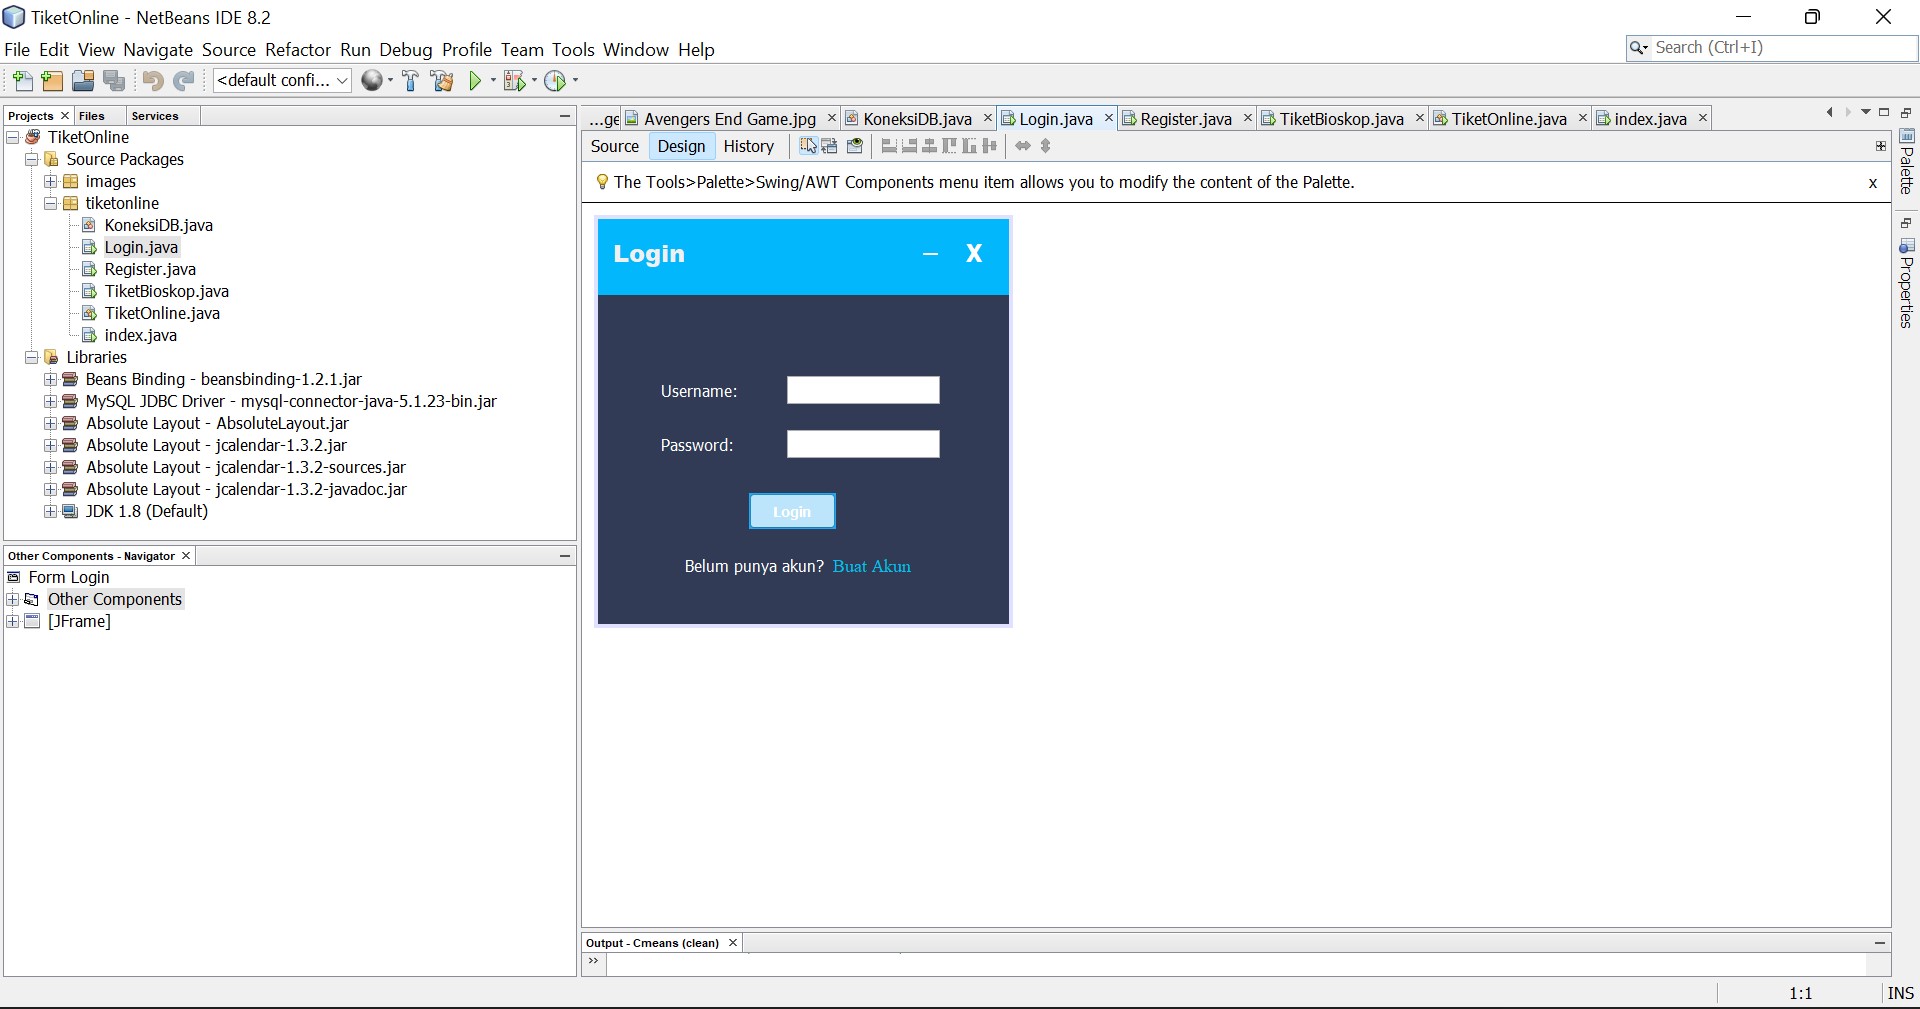 TiketOnline - NetBeans IDE 8.2
File Edit View Navigate Source Refactor Run Debug Profile Team Tools Window Help
Search (Ctrl+I)
<default confi...
Projects
Files
Services
TiketOnline
Source Packages
images
tiketonline
KoneksiDB.java
Login.java
Register.java
TiketBioskop.java
TiketOnline.java
index.java
Libraries
Beans Binding - beansbinding-1.2.1.jar
MySQL JDBC Driver - mysql-connector-java-5.1.23-bin.jar
Absolute Layout - AbsoluteLayout.jar
Absolute Layout - jcalendar-1.3.2.jar
Absolute Layout - jcalendar-1.3.2-sources.jar
Absolute Layout - jcalendar-1.3.2-javadoc.jar
JDK 1.8 (Default)
Other Components - Navigator
Form Login
Other Components
[JFrame]
...ge
Avengers End Game.jpg
KoneksiDB.java
Login.java
Register.java
TiketBioskop.java
TiketOnline.java
index.java
Source Design History
The Tools>Palette>Swing/AWT Components menu item allows you to modify the content of the Palette.
x
Login
X
Username:
Password:
Login
Belum punya akun? Buat Akun
Palette
Properties
Output - Cmeans (clean)
>>
1:1
INS